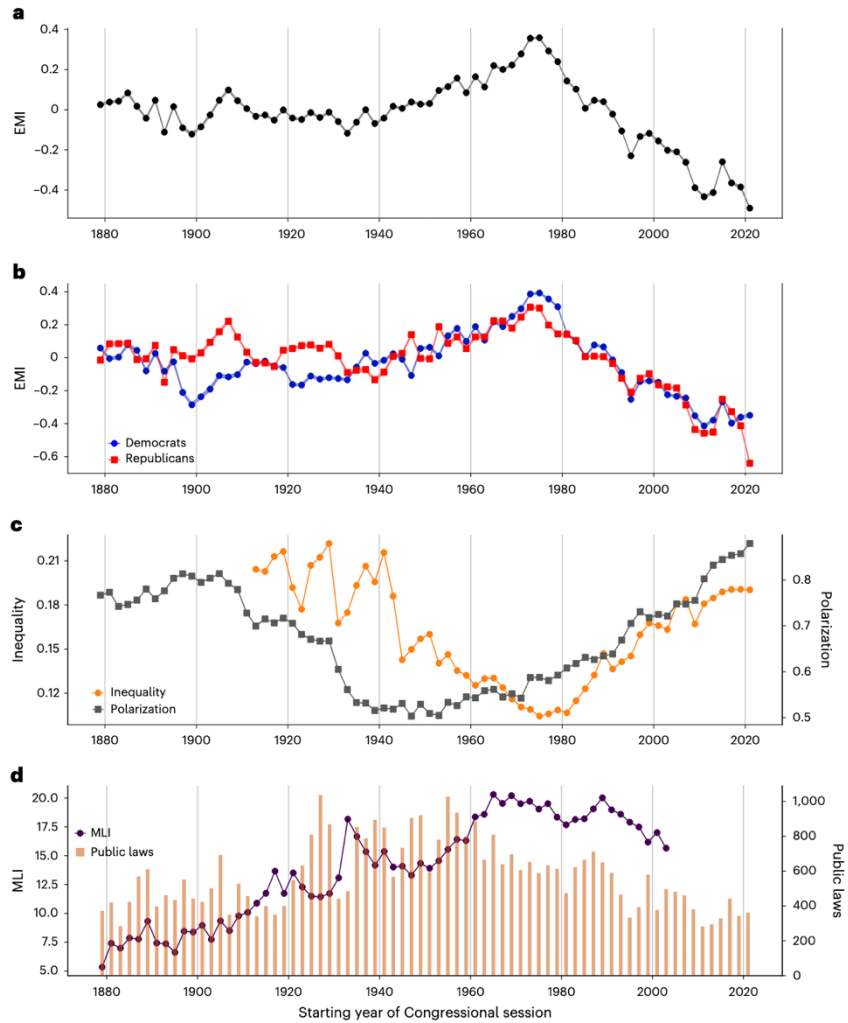 a
0.4
0.2
0
−0.2
−0.4
EMI
1880 1900 1920 1940 1960 1980 2000 2020
b
0.4
0.2
0
−0.2
−0.4
−0.6
EMI
Democrats
Republicans
1880 1900 1920 1940 1960 1980 2000 2020
c
0.21
0.18
0.15
0.12
Inequality
0.8
0.7
0.6
0.5
Polarization
Inequality
Polarization
1880 1900 1920 1940 1960 1980 2000 2020
d
20.0
17.5
15.0
12.5
10.0
7.5
5.0
MLI
MLI
Public laws
1,000
800
600
400
200
0
Public laws
1880 1900 1920 1940 1960 1980 2000 2020
Starting year of Congressional session